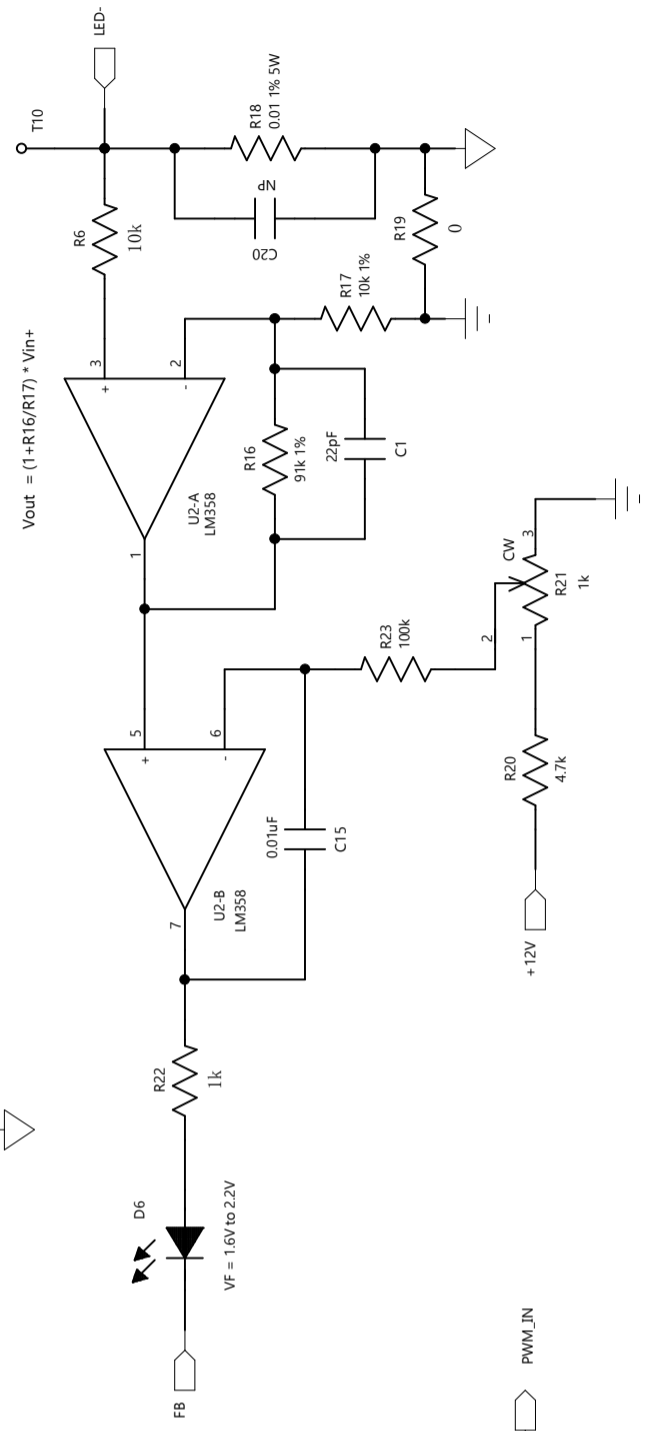 LED-
T10
R18
0.01 1% 5W
NP
C20
R6
10k
R19
0
R17
10k 1%
Vout = (1+R16/R17) * Vin+
3
2
+
-
U2-A
LM358
1
R16
91k 1%
22pF
C1
CW
3
R21
1k
2
1
R23
100k
5
6
+
-
U2-B
LM358
7
0.01uF
C15
R20
4.7k
+12V
R22
1k
D6
VF = 1.6V to 2.2V
FB
PWM_IN